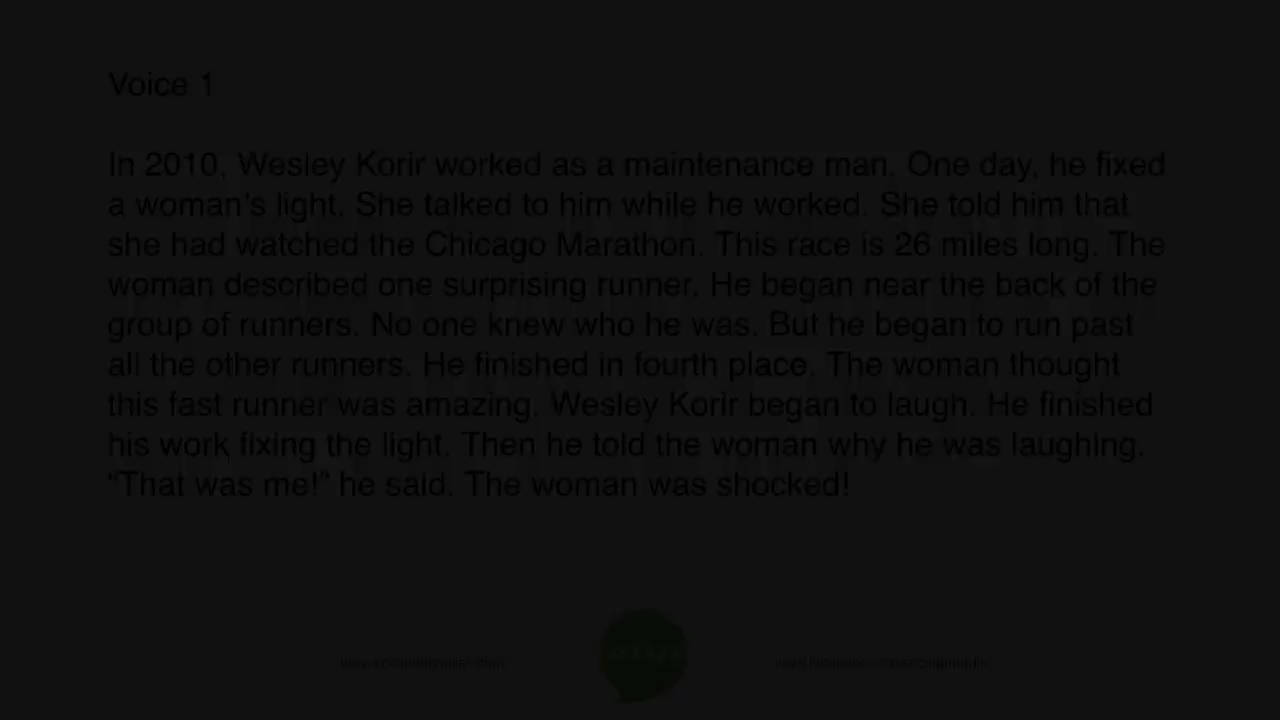 Voice 1
In 2010, Wesley Korir worked as a maintenance man. One day, he fixed
a woman's light. She talked to him while he worked. She told him that
she had watched the Chicago Marathon. This race is 26 miles long. The
woman described one surprising runner. He began near the back of the
group of runners. No one knew who he was. But he began to run past
all the other runners. He finished in fourth place. The woman thought
this fast runner was amazing. Wesley Korir began to laugh. He finished
his work fixing the light. Then he told the woman why he was laughing.
“That was me!” he said. The woman was shocked!